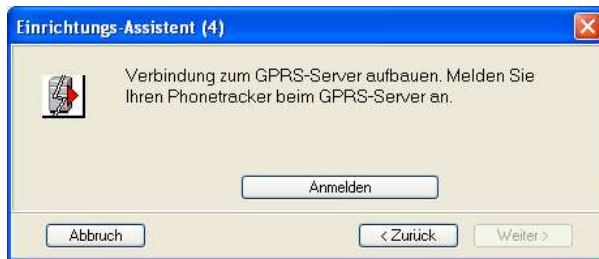 Einrichtungs-Assistent (4)
Verbindung zum GPRS-Server aufbauen. Melden Sie
Ihren Phonetracker beim GPRS-Server an.
Anmelden
Abbruch
< Zurück
Weiter >